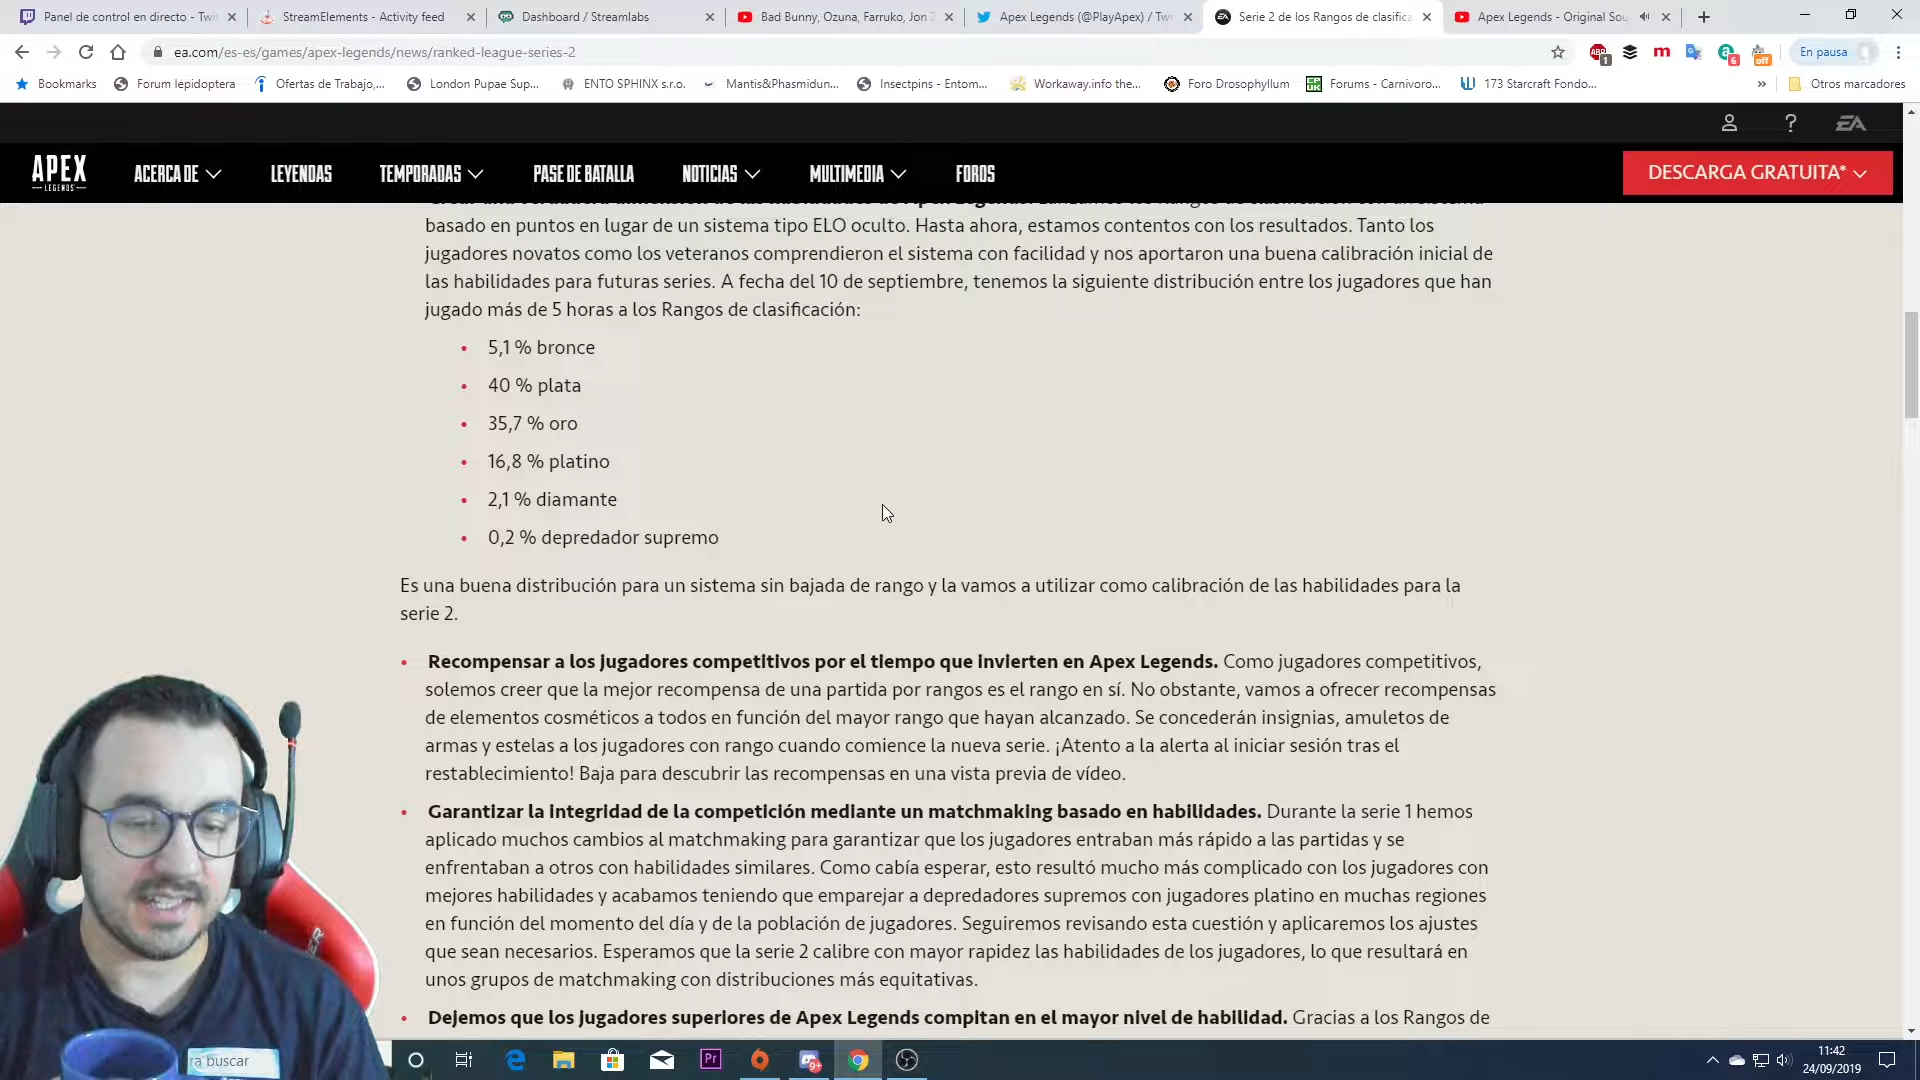 Panel de control en directo - Twi
StreamElements - Activity feed
Dashboard / Streamlabs
Bad Bunny, Ozuna, Farruko, Jon Z
Apex Legends (@PlayApex) / Tw
Serie 2 de los Rangos de clasifica
Apex Legends - Original Sou
ea.com/es-es/games/apex-legends/news/ranked-league-series-2
1
m
6
off
En pausa
Bookmarks
Forum lepidoptera
Ofertas de Trabajo,...
London Pupae Sup...
ENTO SPHINX s.r.o.
Mantis&Phasmidun...
Insectpins - Entom...
Workaway.info the...
Foro Drosophyllum
Forums - Carnivoro...
173 Starcraft Fondo...
»
Otros marcadores
?
EA
APEX
LEGENDS
ACERCA DE
LEYENDAS
TEMPORADAS
PASE DE BATALLA
NOTICIAS
MULTIMEDIA
FOROS
DESCARGA GRATUITA*
basado en puntos en lugar de un sistema tipo ELO oculto. Hasta ahora, estamos contentos con los resultados. Tanto los
jugadores novatos como los veteranos comprendieron el sistema con facilidad y nos aportaron una buena calibración inicial de
las habilidades para futuras series. A fecha del 10 de septiembre, tenemos la siguiente distribución entre los jugadores que han
jugado más de 5 horas a los Rangos de clasificación:
• 5,1 % bronce
• 40 % plata
• 35,7 % oro
• 16,8 % platino
• 2,1 % diamante
• 0,2 % depredador supremo
Es una buena distribución para un sistema sin bajada de rango y la vamos a utilizar como calibración de las habilidades para la
serie 2.
• Recompensar a los jugadores competitivos por el tiempo que invierten en Apex Legends. Como jugadores competitivos,
solemos creer que la mejor recompensa de una partida por rangos es el rango en sí. No obstante, vamos a ofrecer recompensas
de elementos cosméticos a todos en función del mayor rango que hayan alcanzado. Se concederán insignias, amuletos de
armas y estelas a los jugadores con rango cuando comience la nueva serie. ¡Atento a la alerta al iniciar sesión tras el
restablecimiento! Baja para descubrir las recompensas en una vista previa de vídeo.
• Garantizar la integridad de la competición mediante un matchmaking basado en habilidades. Durante la serie 1 hemos
aplicado muchos cambios al matchmaking para garantizar que los jugadores entraban más rápido a las partidas y se
enfrentaban a otros con habilidades similares. Como cabía esperar, esto resultó mucho más complicado con los jugadores con
mejores habilidades y acabamos teniendo que emparejar a depredadores supremos con jugadores platino en muchas regiones
en función del momento del día y de la población de jugadores. Seguiremos revisando esta cuestión y aplicaremos los ajustes
que sean necesarios. Esperamos que la serie 2 calibre con mayor rapidez las habilidades de los jugadores, lo que resultará en
unos grupos de matchmaking con distribuciones más equitativas.
• Dejemos que los jugadores superiores de Apex Legends compitan en el mayor nivel de habilidad. Gracias a los Rangos de
ra buscar
Pr
9+
11:42
24/09/2019